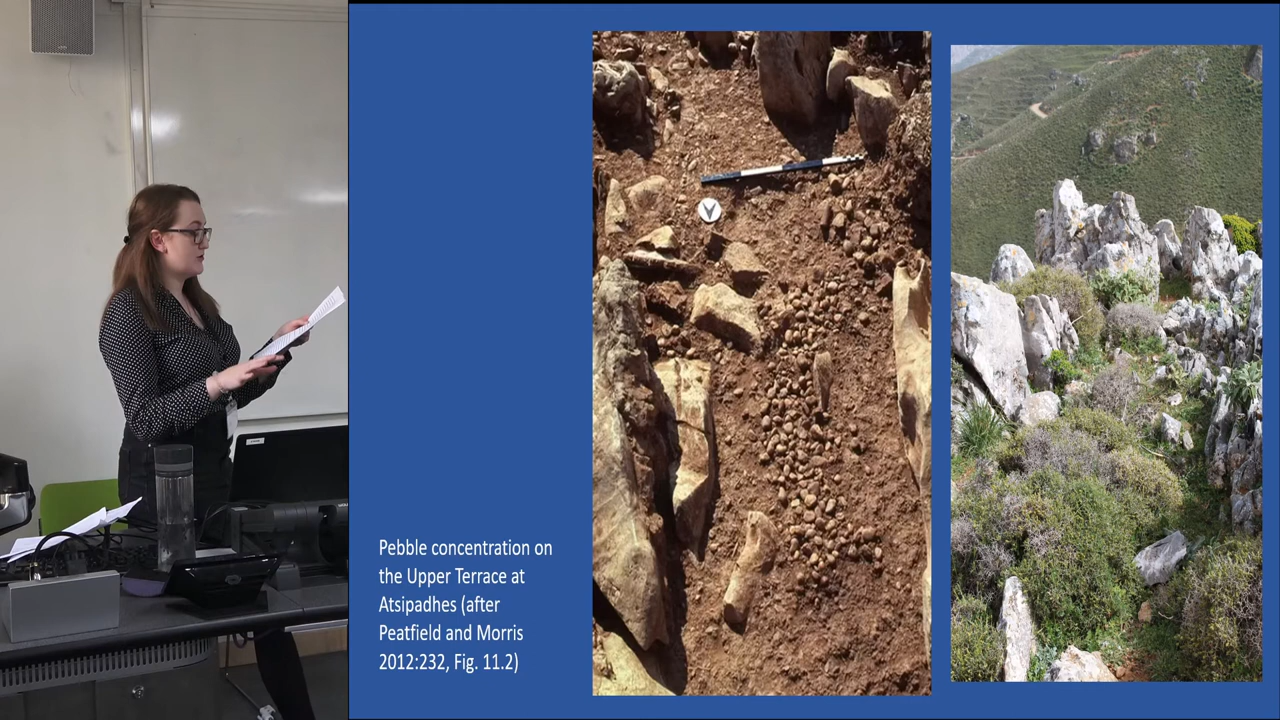 Pebble concentration on
the Upper Terrace at
Atsipadhes (after
Peatfield and Morris
2012:232, Fig. 11.2)